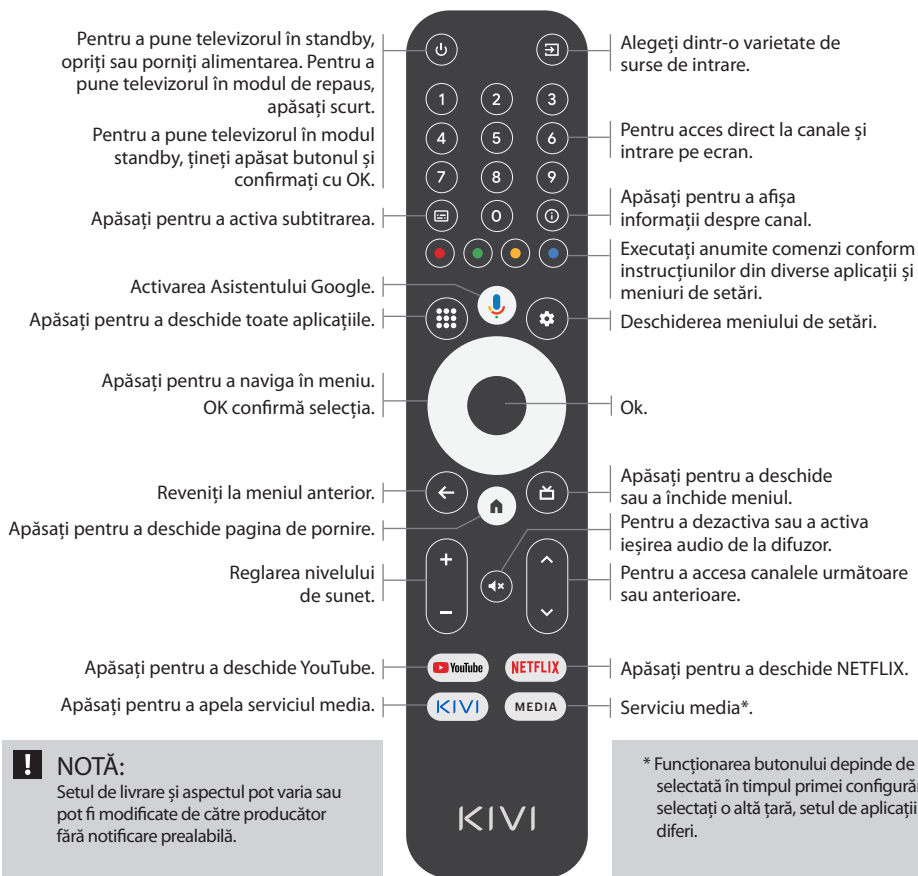 Pentru a pune televizorul în standby,
opriți sau porniți alimentarea. Pentru a
pune televizorul în modul de repaus,
apăsați scurt.
Pentru a pune televizorul în modul
standby, țineți apăsat butonul și
confirmați cu OK.
Apăsați pentru a activa subtitrarea.
Activarea Asistentului Google.
Apăsați pentru a deschide toate aplicațiile.
Apăsați pentru a naviga în meniu.
OK confirmă selecția.
Reveniți la meniul anterior.
Apăsați pentru a deschide pagina de pornire.
Reglarea nivelului
de sunet.
Apăsați pentru a deschide YouTube.
Apăsați pentru a apela serviciul media.
1 2 3
4 5 6
7 8 9
0
YouTube NETFLIX
KIVI MEDIA
KIVI
Alegeți dintr-o varietate de
surse de intrare.
Pentru acces direct la canale și
intrare pe ecran.
Apăsați pentru a afișa
informații despre canal.
Executați anumite comenzi conform
instrucțiunilor din diverse aplicații și
meniuri de setări.
Deschiderea meniului de setări.
Ok.
Apăsați pentru a deschide
sau a închide meniul.
Pentru a dezactiva sau a activa
ieșirea audio de la difuzor.
Pentru a accesa canalele următoare
sau anterioare.
Apăsați pentru a deschide NETFLIX.
Serviciu media*.
! NOTĂ:
Setul de livrare și aspectul pot varia sau
pot fi modificate de către producător
fără notificare prealabilă.
* Funcționarea butonului depinde de
selectată în timpul primei
selectați o altă țară, setul de aplicații
diferi.